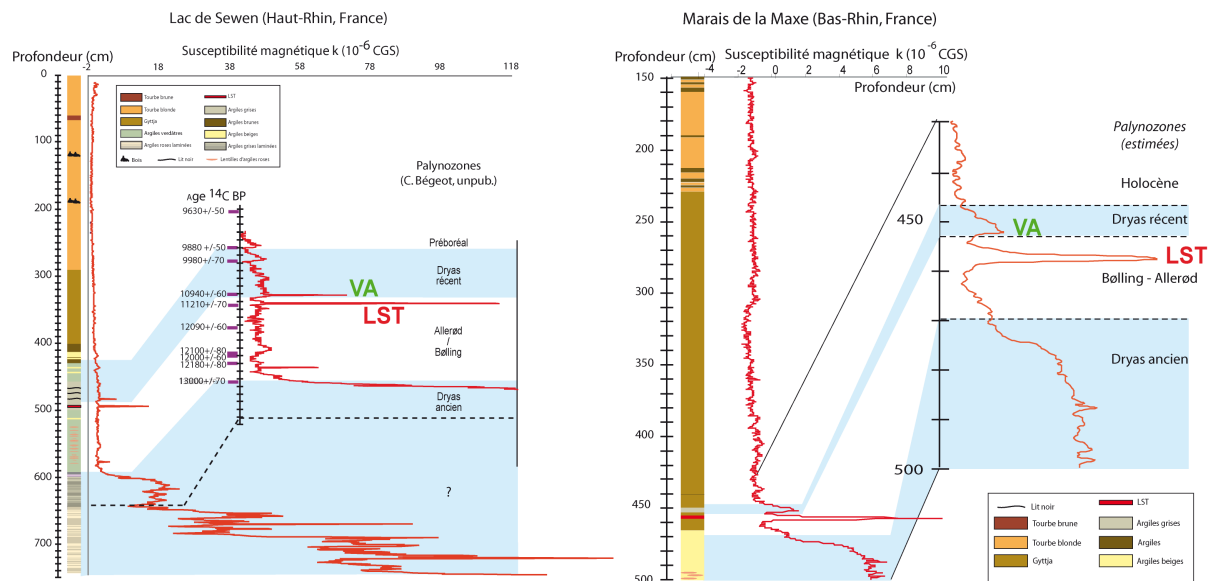 Lac de Sewen (Haut-Rhin, France)
Susceptibilité magnétique k (10-6 CGS)
Profondeur (cm)
-2 18 38 58 78 98 118
0
100
200
300
400
500
600
700
Tourbe brune
Tourbe blonde
Gyttja
Argiles verdâtres
Argiles roses laminées
LST
Argiles grises
Argiles brunes
Argiles beiges
Argiles grises laminées
Bois
Lit noir
Lentilles d'argiles roses
Age 14C BP
9630+/-50
9880 +/-50
9980+/-70
10940+/-60
11210+/-70
12090+/-60
12100+/-80
12000+/-60
12180+/-80
13000+/-70
Palynozones
(C. Bégeot, unpub.)
Préboréal
Dryas
récent
VA
LST
Allerød
/
Bølling
Dryas
ancien
?
Marais de la Maxe (Bas-Rhin, France)
Susceptibilité magnétique k (10-6 CGS)
Profondeur (cm)
-4 -2 0 2 4 6 8 10
150
200
250
300
350
400
450
500
Profondeur (cm)
450
500
Palynozones
(estimées)
Holocène
Dryas récent
VA
LST
Bølling - Allerød
Dryas ancien
Lit noir
Tourbe brune
Tourbe blonde
Gyttja
LST
Argiles grises
Argiles
Argiles beiges